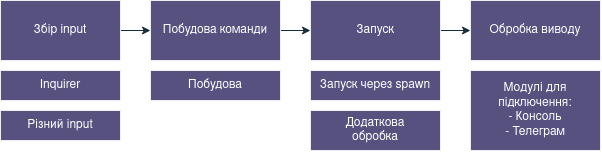 Збір input
Побудова команди
Запуск
Обробка виводу
Inquirer
Побудова
Запуск через spawn
Модулі для
підключення:
- Консоль
- Телеграм
Різний input
Додаткова
обробка